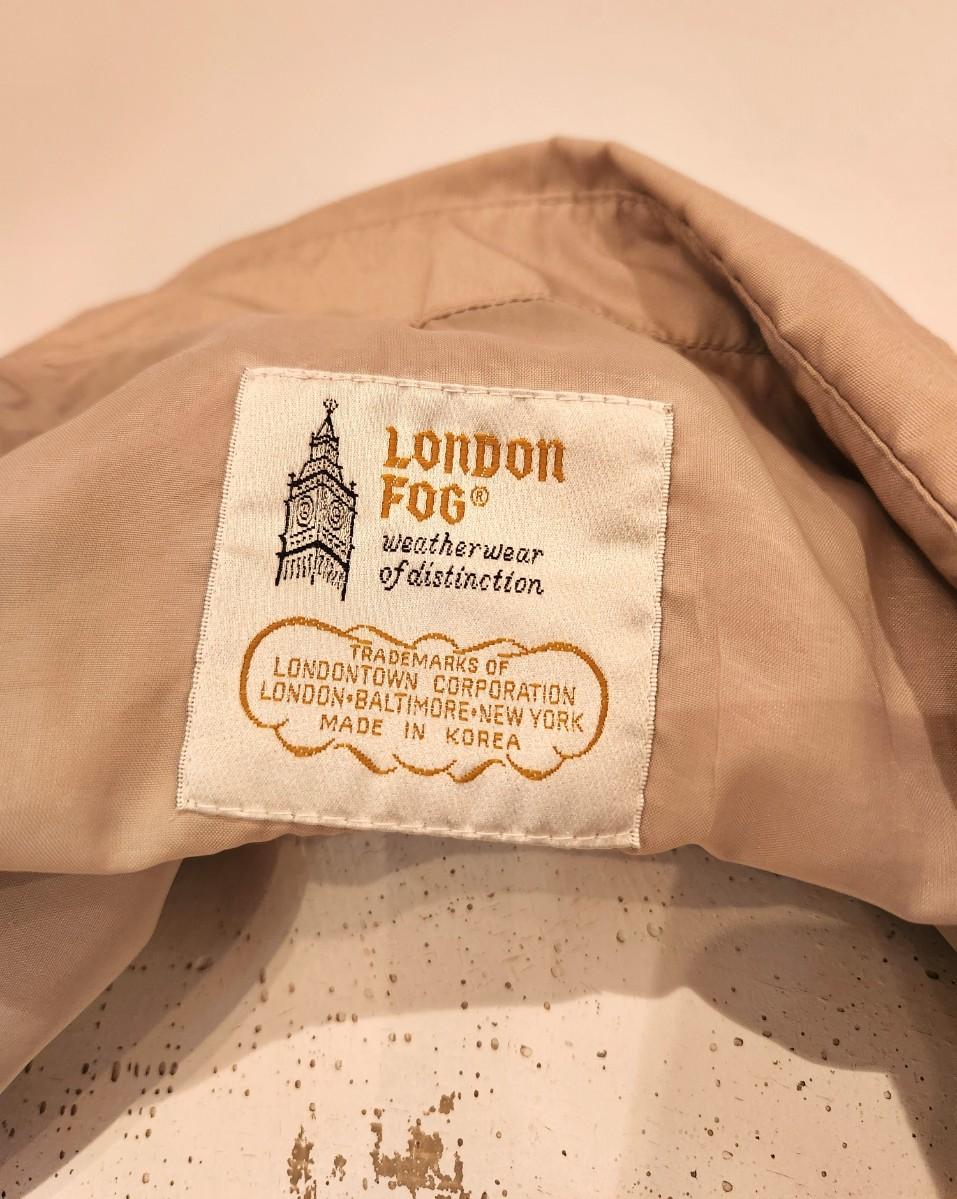 LONDON
FOG®
weatherwear
of distinction
TRADEMARKS OF
LONDONTOWN CORPORATION
LONDON•BALTIMORE•NEW YORK
MADE IN KOREA